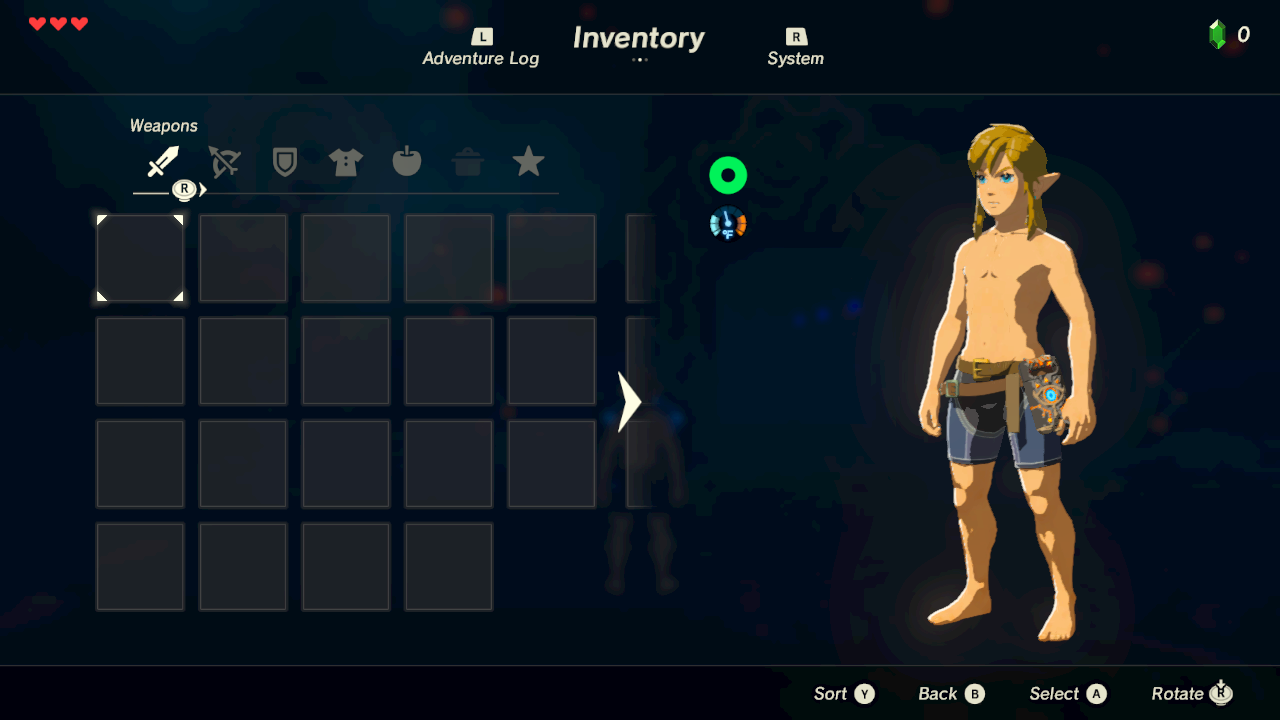 L
Adventure Log
Inventory
R
System
0
Weapons
R
°F
Sort Y
Back B
Select A
Rotate R